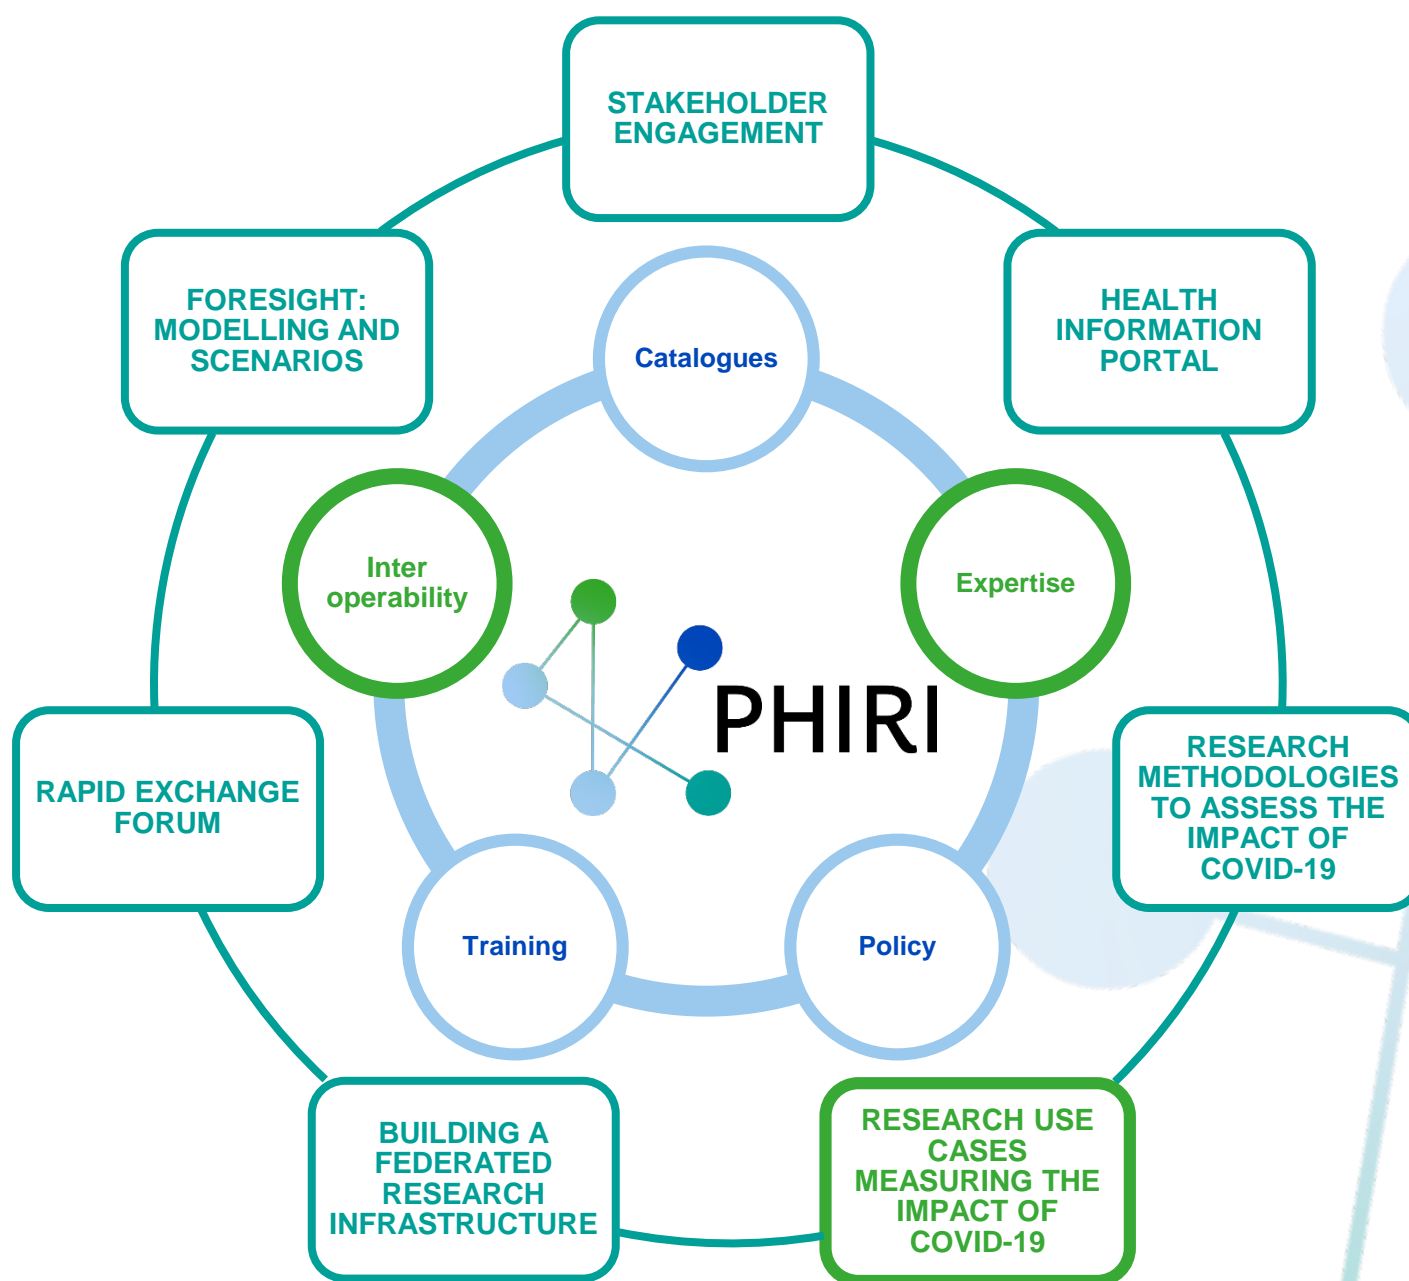 STAKEHOLDER
ENGAGEMENT
FORESIGHT:
MODELLING AND
SCENARIOS
HEALTH
INFORMATION
PORTAL
Catalogues
Inter
operability
Expertise
PHIRI
RAPID EXCHANGE
FORUM
RESEARCH
METHODOLOGIES
TO ASSESS THE
IMPACT OF
COVID-19
Training
Policy
BUILDING A
FEDERATED
RESEARCH
INFRASTRUCTURE
RESEARCH USE
CASES
MEASURING THE
IMPACT OF
COVID-19